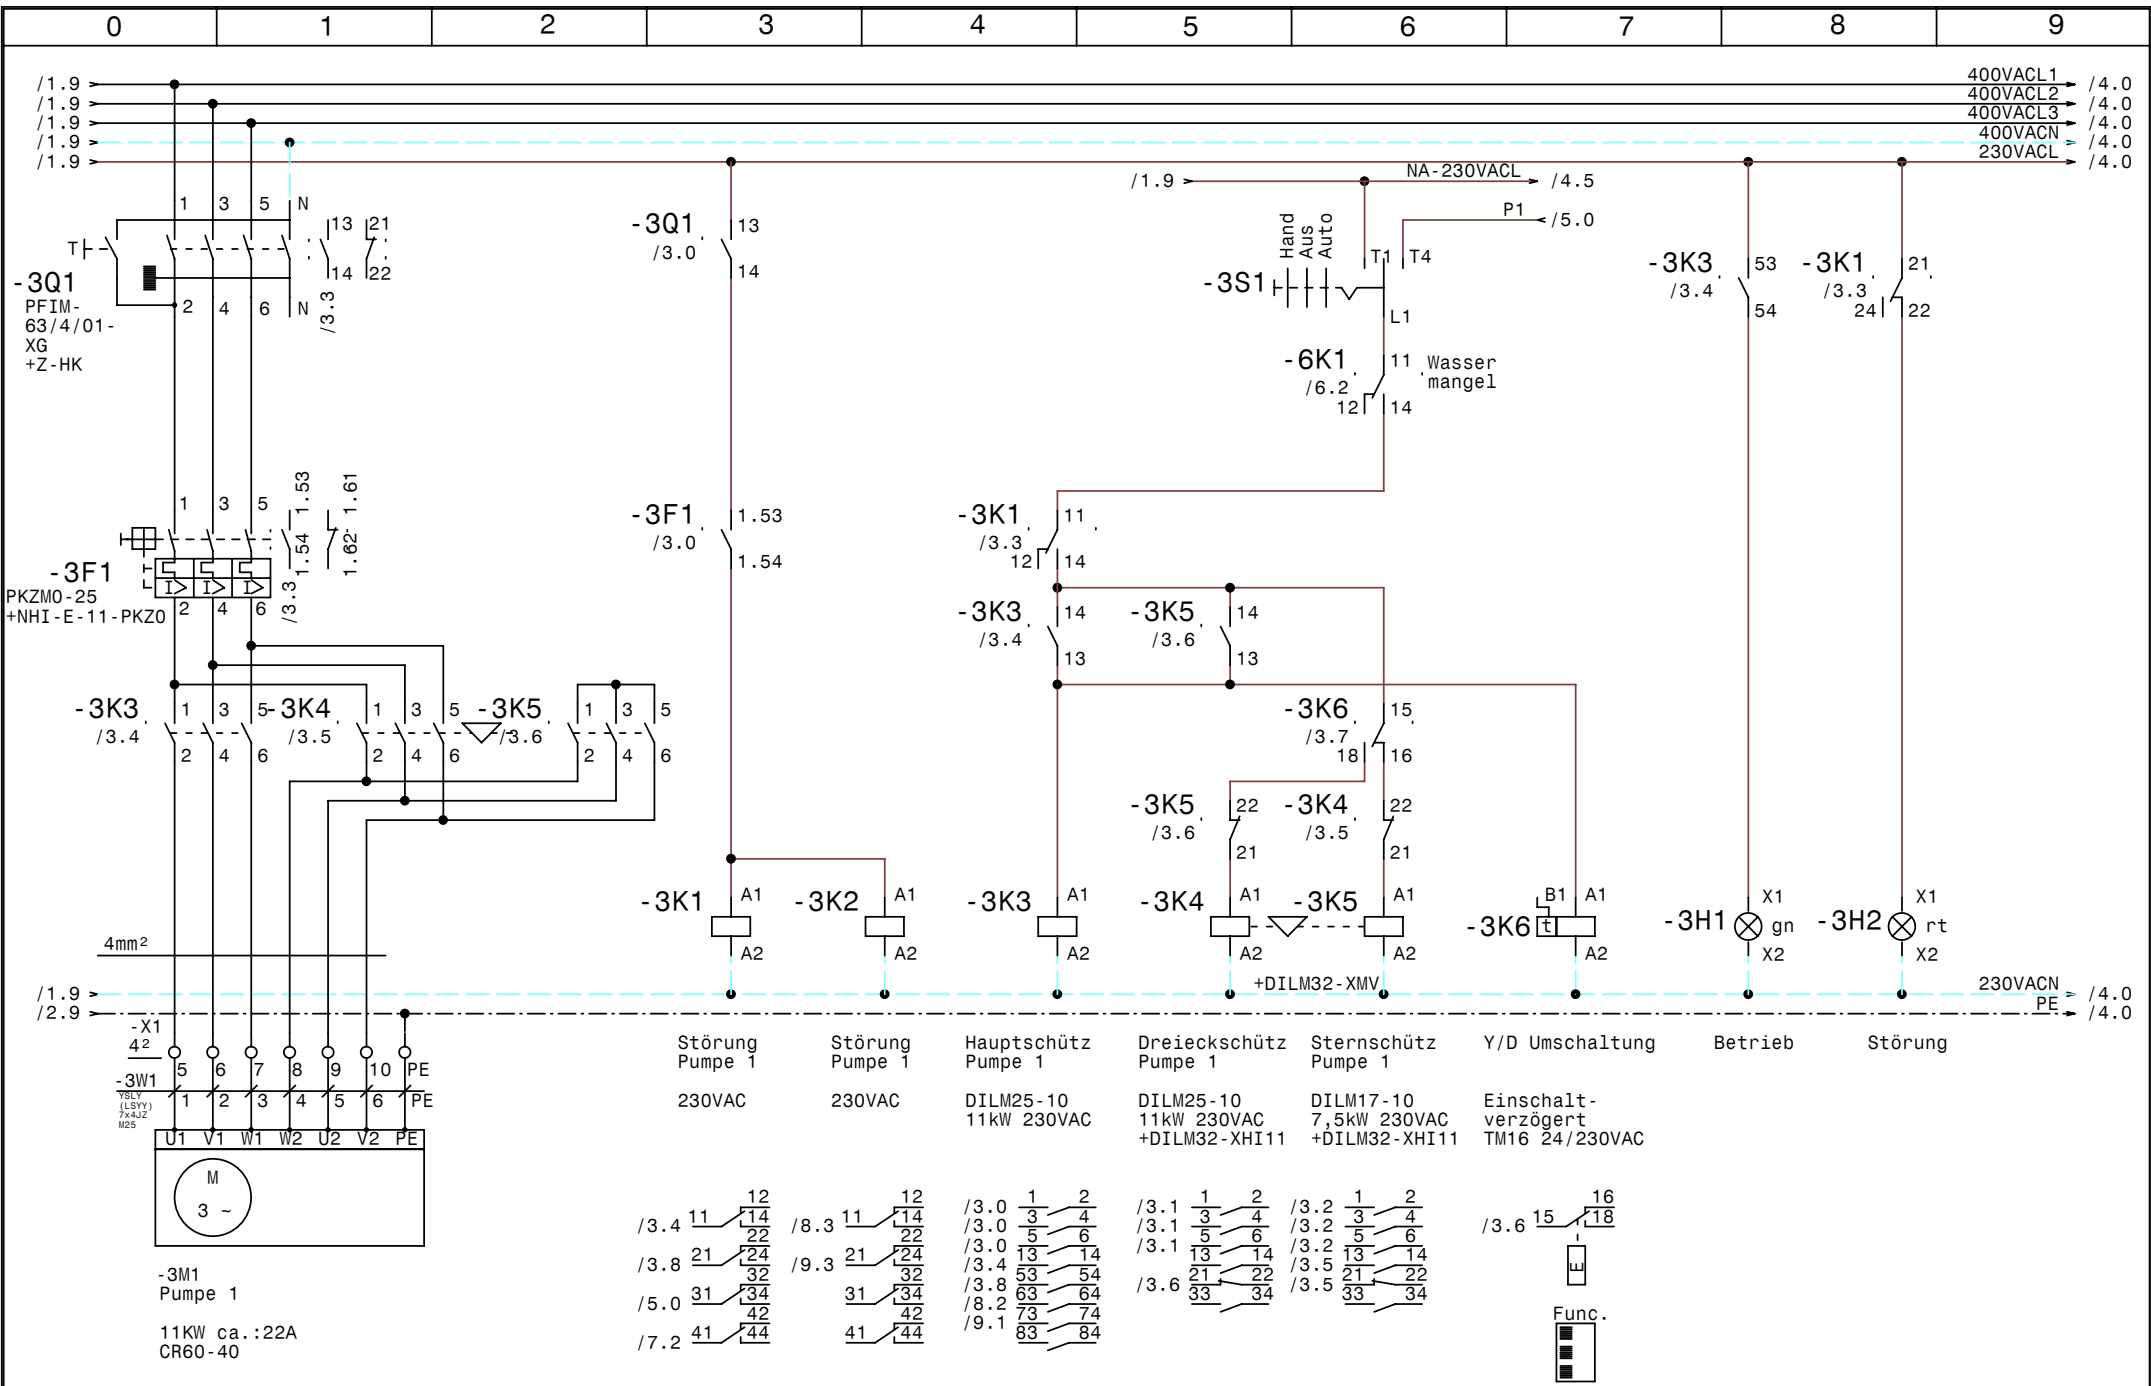 0 1 2 3 4 5 6 7 8 9
/1.9 400VACL1 /4.0
/1.9 400VACL2 /4.0
/1.9 400VACL3 /4.0
/1.9 400VACN /4.0
/1.9 230VACL /4.0
/1.9 NA-230VACL /4.5
P1 /5.0
1 3 5 N
13 21
14 22
T
-3Q1
PFIM-
63/4/01-
XG
+Z-HK
2 4 6 N
/3.3
-3Q1
/3.0
13
14
Hand
Aus
Auto
T1 T4
-3S1
L1
-3K3
/3.4
53
54
-3K1
/3.3
21
24 22
-6K1
/6.2
11
12 14
Wasser
mangel
1 3 5
1.53
1.61
1.54
1.62
-3F1
PKZM0-25
+NHI-E-11-PKZ0
I> I> I>
2 4 6
/3.3
-3F1
/3.0
1.53
1.54
-3K1
/3.3
11
12 14
-3K3
/3.4
14
13
-3K5
/3.6
14
13
-3K3
/3.4
1 3 5
2 4 6
-3K4
/3.5
1 3 5
2 4 6
-3K5
/3.6
1 3 5
2 4 6
-3K6
/3.7
15
18 16
-3K5
/3.6
22
21
-3K4
/3.5
22
21
-3K1
A1
A2
-3K2
A1
A2
-3K3
A1
A2
-3K4
A1
A2
-3K5
A1
A2
-3K6
t
B1 A1
A2
-3H1
X1
gn
X2
-3H2
X1
rt
X2
4mm²
+DILM32-XMV
/1.9 230VACN /4.0
/2.9 PE /4.0
-X1
4²
5 6 7 8 9 10 PE
-3W1
YSLY
(LSYY)
7x4JZ
M25
1 2 3 4 5 6 PE
U1 V1 W1 W2 U2 V2 PE
M
3 ~
-3M1
Pumpe 1
11KW ca.:22A
CR60-40
Störung
Pumpe 1
230VAC
Störung
Pumpe 1
230VAC
Hauptschütz
Pumpe 1
DILM25-10
11kW 230VAC
Dreieckschütz
Pumpe 1
DILM25-10
11kW 230VAC
+DILM32-XHI11
Sternschütz
Pumpe 1
DILM17-10
7,5kW 230VAC
+DILM32-XHI11
Y/D Umschaltung
Einschalt-
verzögert
TM16 24/230VAC
Betrieb
Störung
12
/3.4 11 14
22
/3.8 21 24
32
/5.0 31 34
42
/7.2 41 44
12
/8.3 11 14
22
/9.3 21 24
32
31 34
42
41 44
/3.0 1 2
/3.0 3 4
/3.0 5 6
/3.4 13 14
/3.8 53 54
/8.2 63 64
/9.1 73 74
83 84
/3.1 1 2
/3.1 3 4
/3.1 5 6
13 14
/3.6 21 22
33 34
/3.2 1 2
/3.2 3 4
/3.2 5 6
/3.5 13 14
/3.5 21 22
33 34
16
/3.6 15 18
E
Func.